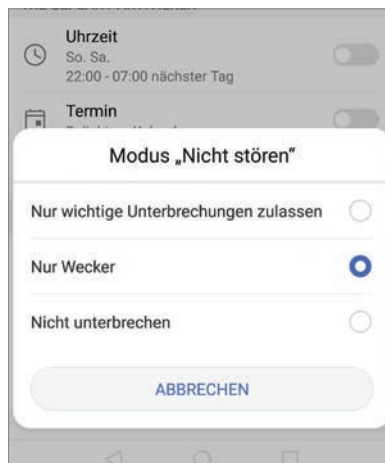 Uhrzeit
So. Sa.
22:00 - 07:00 nächster Tag
Termin
Modus „Nicht stören“
Nur wichtige Unterbrechungen zulassen
Nur Wecker
Nicht unterbrechen
ABBRECHEN